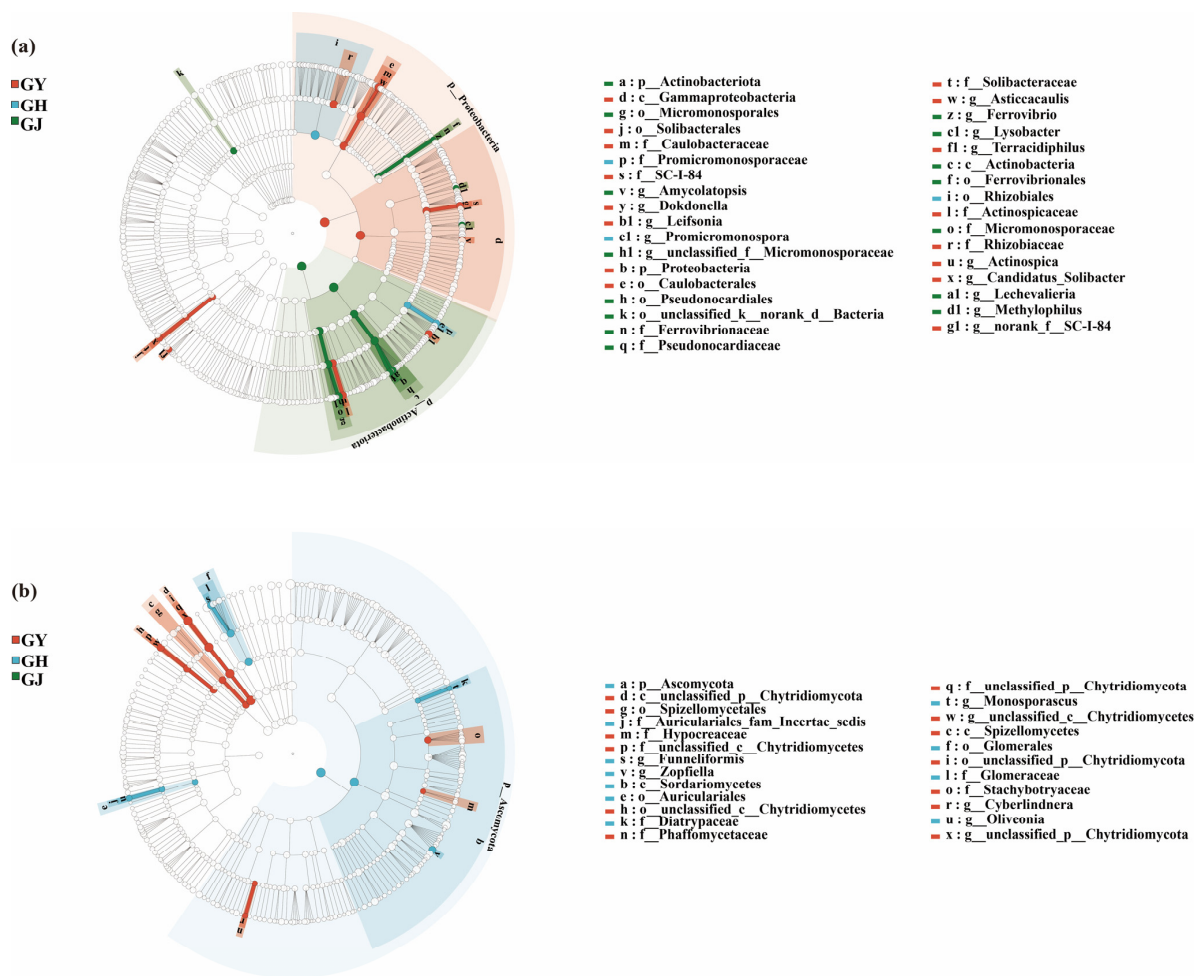 (a)
GY
GH
GJ
p__Proteobacteria
p__Actinobacteriota
a : p__Actinobacteriota
d : c__Gammaproteobacteria
g : o__Micromonosporales
j : o__Solibacterales
m : f__Caulobacteraceae
p : f__Promicromonosporaceae
s : f__SC-I-84
v : g__Amycolatopsis
y : g__Dokdonella
b1 : g__Leifsonia
c1 : g__Promicromonospora
h1 : g__unclassified_f__Micromonosporaceae
b : p__Proteobacteria
e : o__Caulobacterales
h : o__Pseudonocardiales
k : o__unclassified_k__norank_d__Bacteria
n : f__Ferrovibrionaceae
q : f__Pseudonocardiaceae
t : f__Solibacteraceae
w : g__Asticcacaulis
z : g__Ferrovibrio
c1 : g__Lysobacter
f1 : g__Terracidiphilus
c : c__Actinobacteria
f : o__Ferrovibrionales
i : o__Rhizobiales
l : f__Actinospicaceae
o : f__Micromonosporaceae
r : f__Rhizobiaceae
u : g__Actinospica
x : g__Candidatus_Solibacter
a1 : g__Lechevalieria
d1 : g__Methylophilus
g1 : g__norank_f__SC-I-84
(b)
GY
GH
GJ
p__Ascomycota
a : p__Ascomycota
d : c__unclassified_p__Chytridiomycota
g : o__Spizellomycetales
j : f__Auriculariales_fam_Incertae_sedis
m : f__Hypocreaceae
p : f__unclassified_c__Chytridiomycetes
s : g__Funneliformis
v : g__Zopfiella
b : c__Sordariomycetes
e : o__Auriculariales
h : o__unclassified_c__Chytridiomycetes
k : f__Diatrypaceae
n : f__Phaffomycetaceae
q : f__unclassified_p__Chytridiomycota
t : g__Monosporascus
w : g__unclassified_c__Chytridiomycetes
c : c__Spizellomycetes
f : o__Glomerales
i : o__unclassified_p__Chytridiomycota
l : f__Glomeraceae
o : f__Stachybotryaceae
r : g__Cyberlindnera
u : g__Oliveonia
x : g__unclassified_p__Chytridiomycota